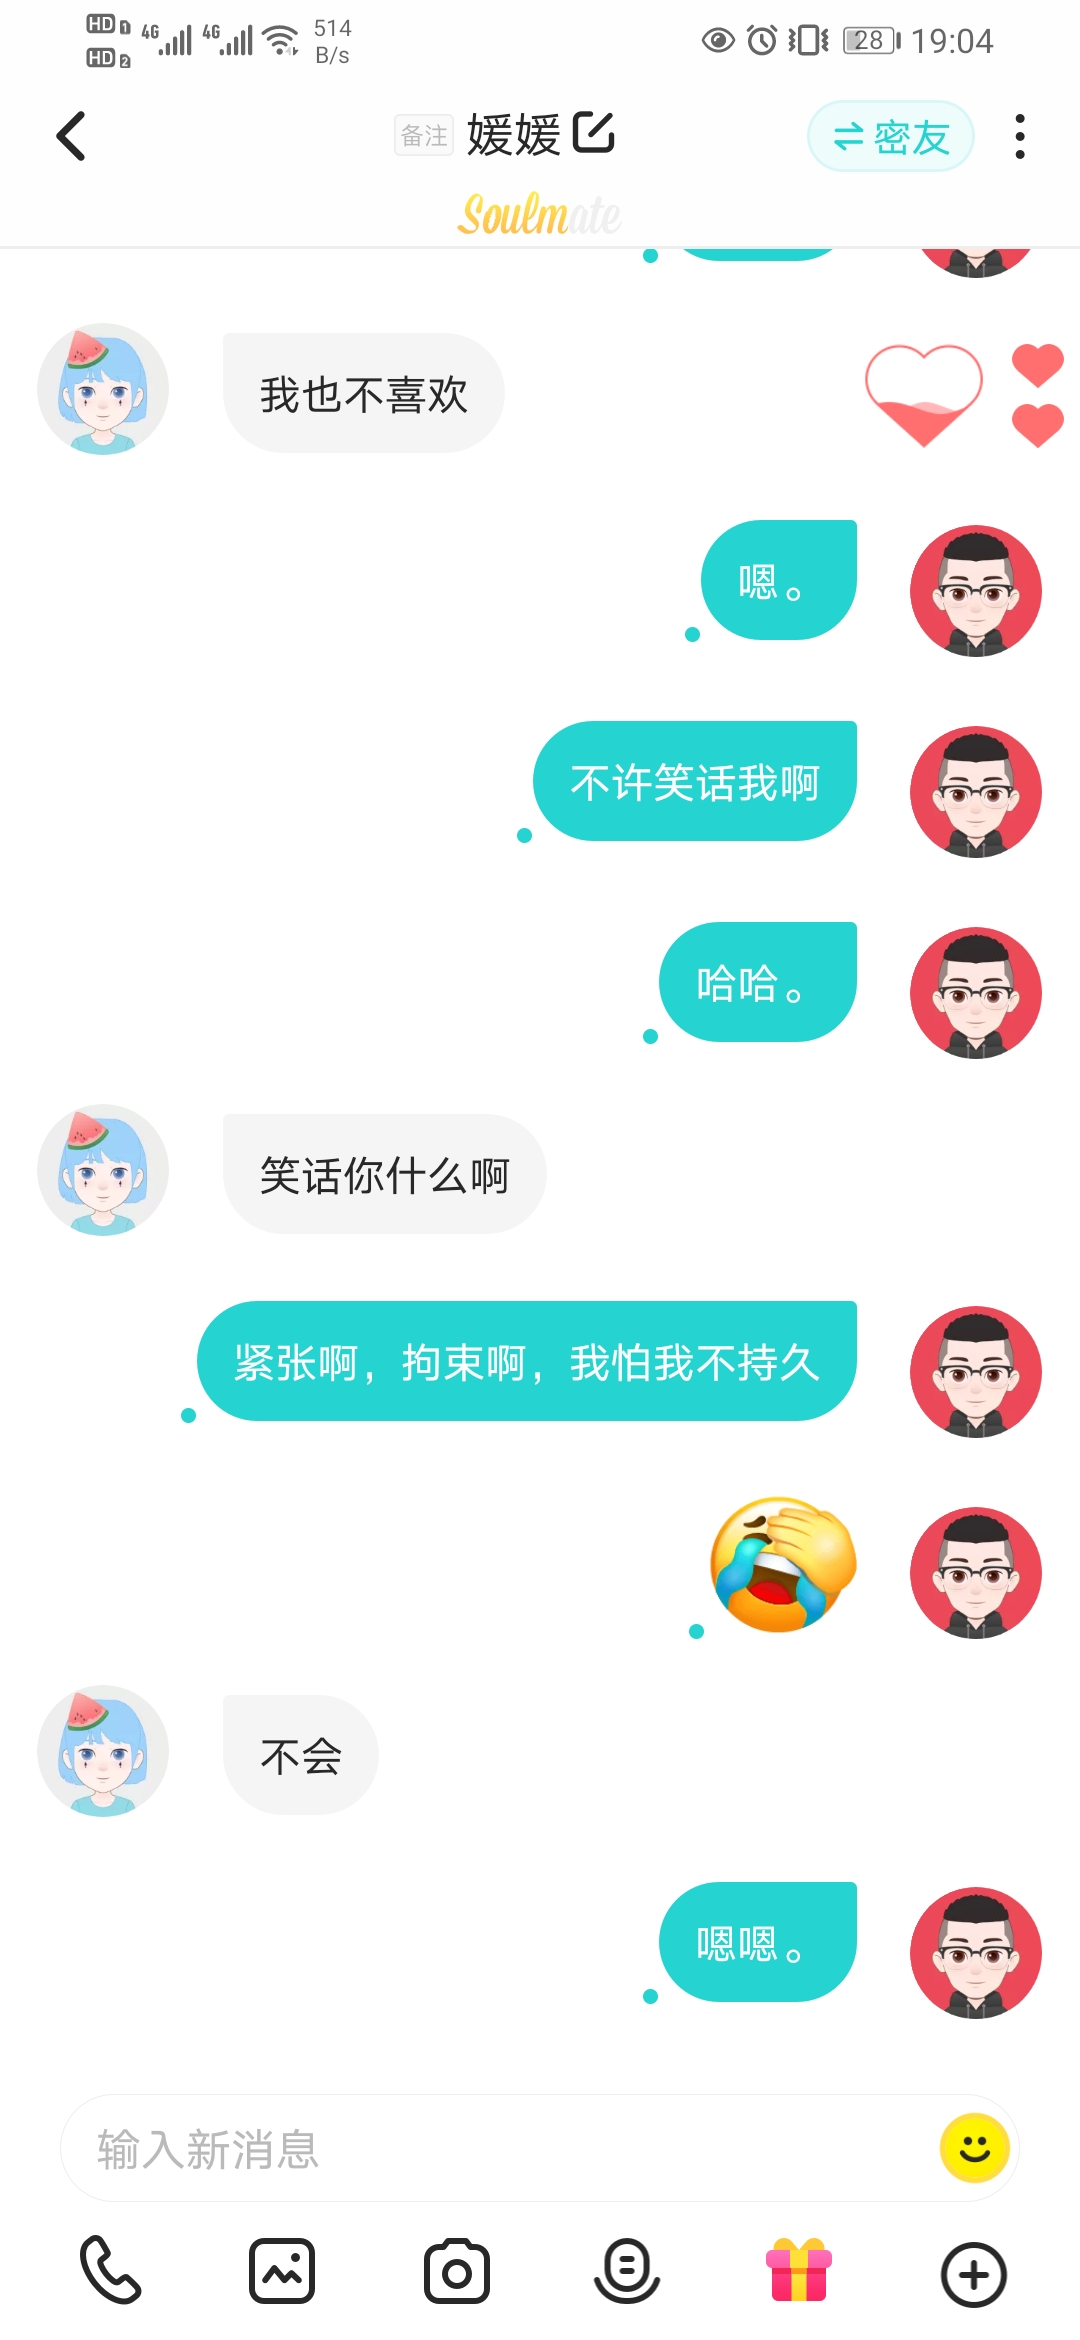 HD 1 4G 4G 514
HD 2 B/s
28 19:04
备注 媛媛
密友
Soulmate
我也不喜欢
嗯。
不许笑话我啊
哈哈。
笑话你什么啊
紧张啊，拘束啊，我怕我不持久
不会
嗯嗯。
输入新消息